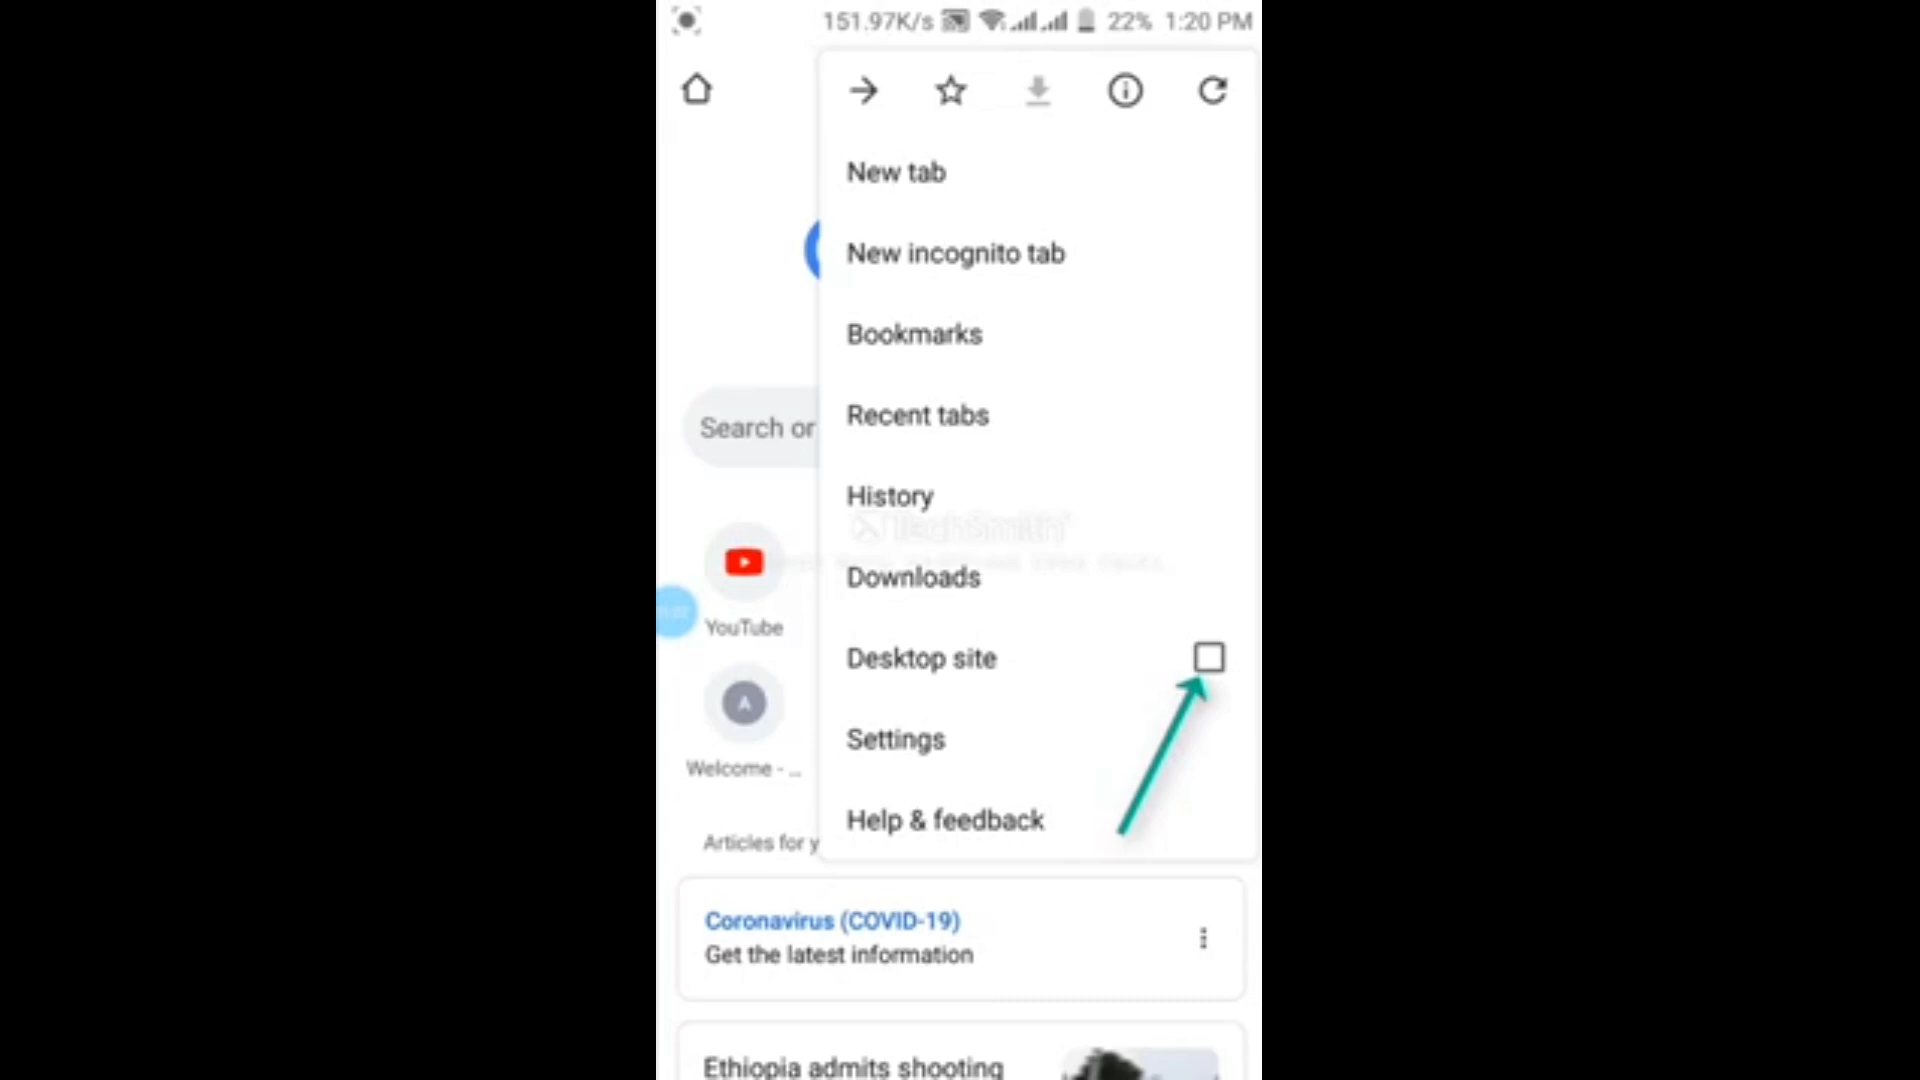 151.97K/s 22% 1:20 PM
New tab
New incognito tab
Bookmarks
Recent tabs
Search or
History
TechSmith
Downloads
YouTube
Desktop site
A
Settings
Welcome - ...
Help & feedback
Articles for y
Coronavirus (COVID-19)
Get the latest information
Ethiopia admits shooting